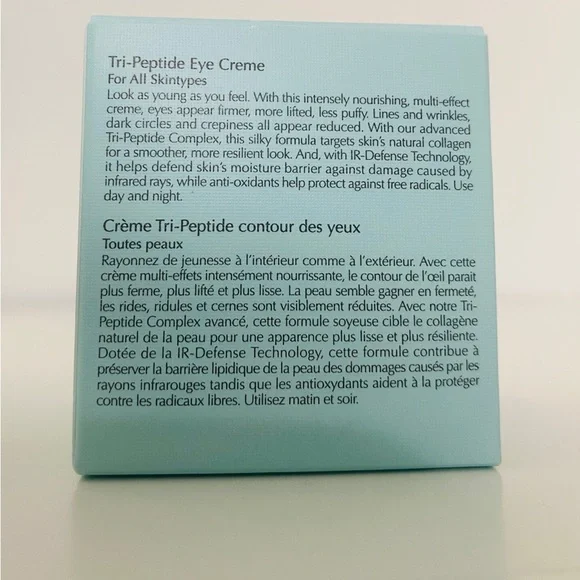 Tri-Peptide Eye Creme
For All Skintypes
Look as young as you feel. With this intensely nourishing, multi-effect
creme, eyes appear firmer, more lifted, less puffy. Lines and wrinkles,
dark circles and crepiness all appear reduced. With our advanced
Tri-Peptide Complex, this silky formula targets skin's natural collagen
for a smoother, more resilient look. And, with IR-Defense Technology,
it helps defend skin's moisture barrier against damage caused by
infrared rays, while anti-oxidants help protect against free radicals. Use
day and night.
Crème Tri-Peptide contour des yeux
Toutes peaux
Rayonnez de jeunesse à l'intérieur comme à l'extérieur. Avec cette
crème multi-effets intensément nourrissante, le contour de l'œil parait
plus ferme, plus lifté et plus lisse. La peau semble gagner en fermeté,
les rides, ridules et cernes sont visiblement réduites. Avec notre Tri-
Peptide Complex avancé, cette formule soyeuse cible le collagène
naturel de la peau pour une apparence plus lisse et plus résiliente.
Dotée de la IR-Defense Technology, cette formule contribue à
préserver la barrière lipidique de la peau des dommages causés par les
rayons infrarouges tandis que les antioxydants aident à la protéger
contre les radicaux libres. Utilisez matin et soir.